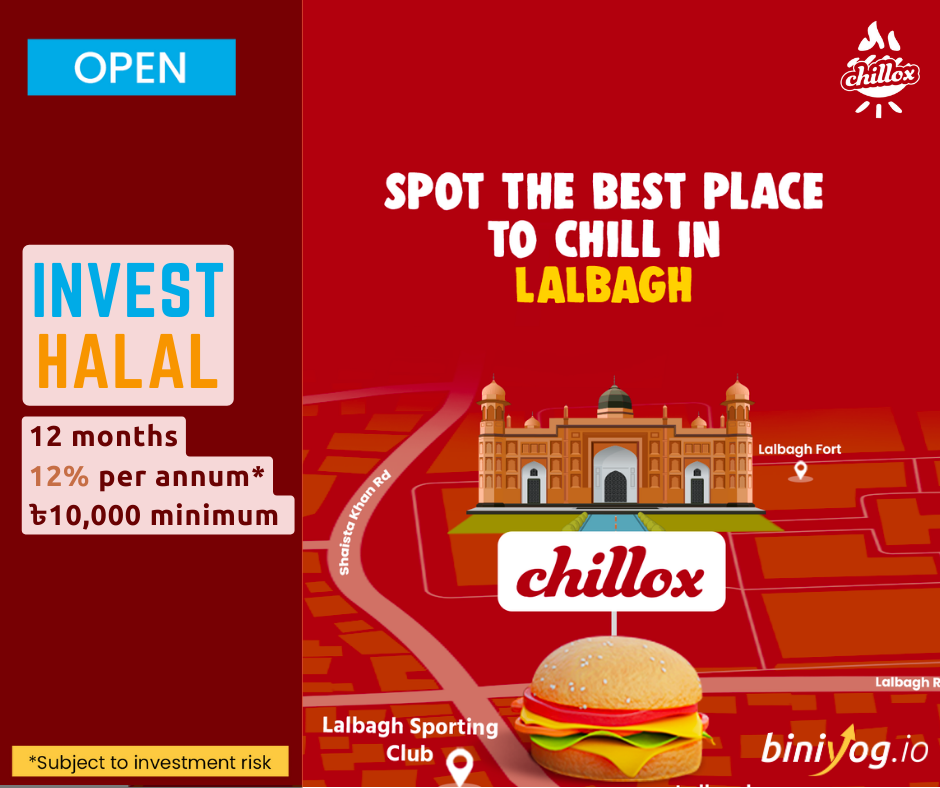 OPEN
INVEST
HALAL
12 months
12% per annum*
৳10,000 minimum
*Subject to investment risk
chillox
SPOT THE BEST PLACE
TO CHILL IN
LALBAGH
Lalbagh Fort
Shaista Khan Rd
chillox
Lalbagh R
Lalbagh Sporting
Club
biniyog.io